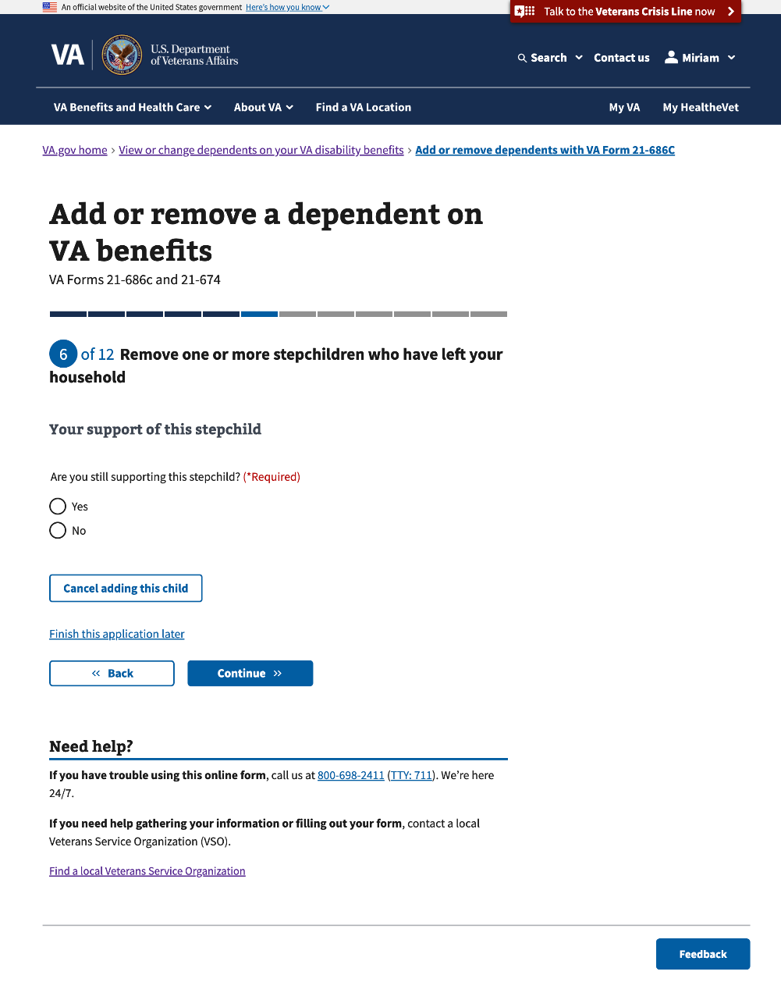 An official website of the United States government Here's how you know
Talk to the Veterans Crisis Line now
VA
U.S. Department
of Veterans Affairs
Search
Contact us
Miriam
VA Benefits and Health Care
About VA
Find a VA Location
My VA
My HealtheVet
VA.gov home › View or change dependents on your VA disability benefits › Add or remove dependents with VA Form 21-686C
Add or remove a dependent on
VA benefits
VA Forms 21-686c and 21-674
6 of 12 Remove one or more stepchildren who have left your
household
Your support of this stepchild
Are you still supporting this stepchild? (*Required)
Yes
No
Cancel adding this child
Finish this application later
« Back
Continue »
Need help?
If you have trouble using this online form, call us at 800-698-2411 (TTY: 711). We’re here
24/7.
If you need help gathering your information or filling out your form, contact a local
Veterans Service Organization (VSO).
Find a local Veterans Service Organization
Feedback